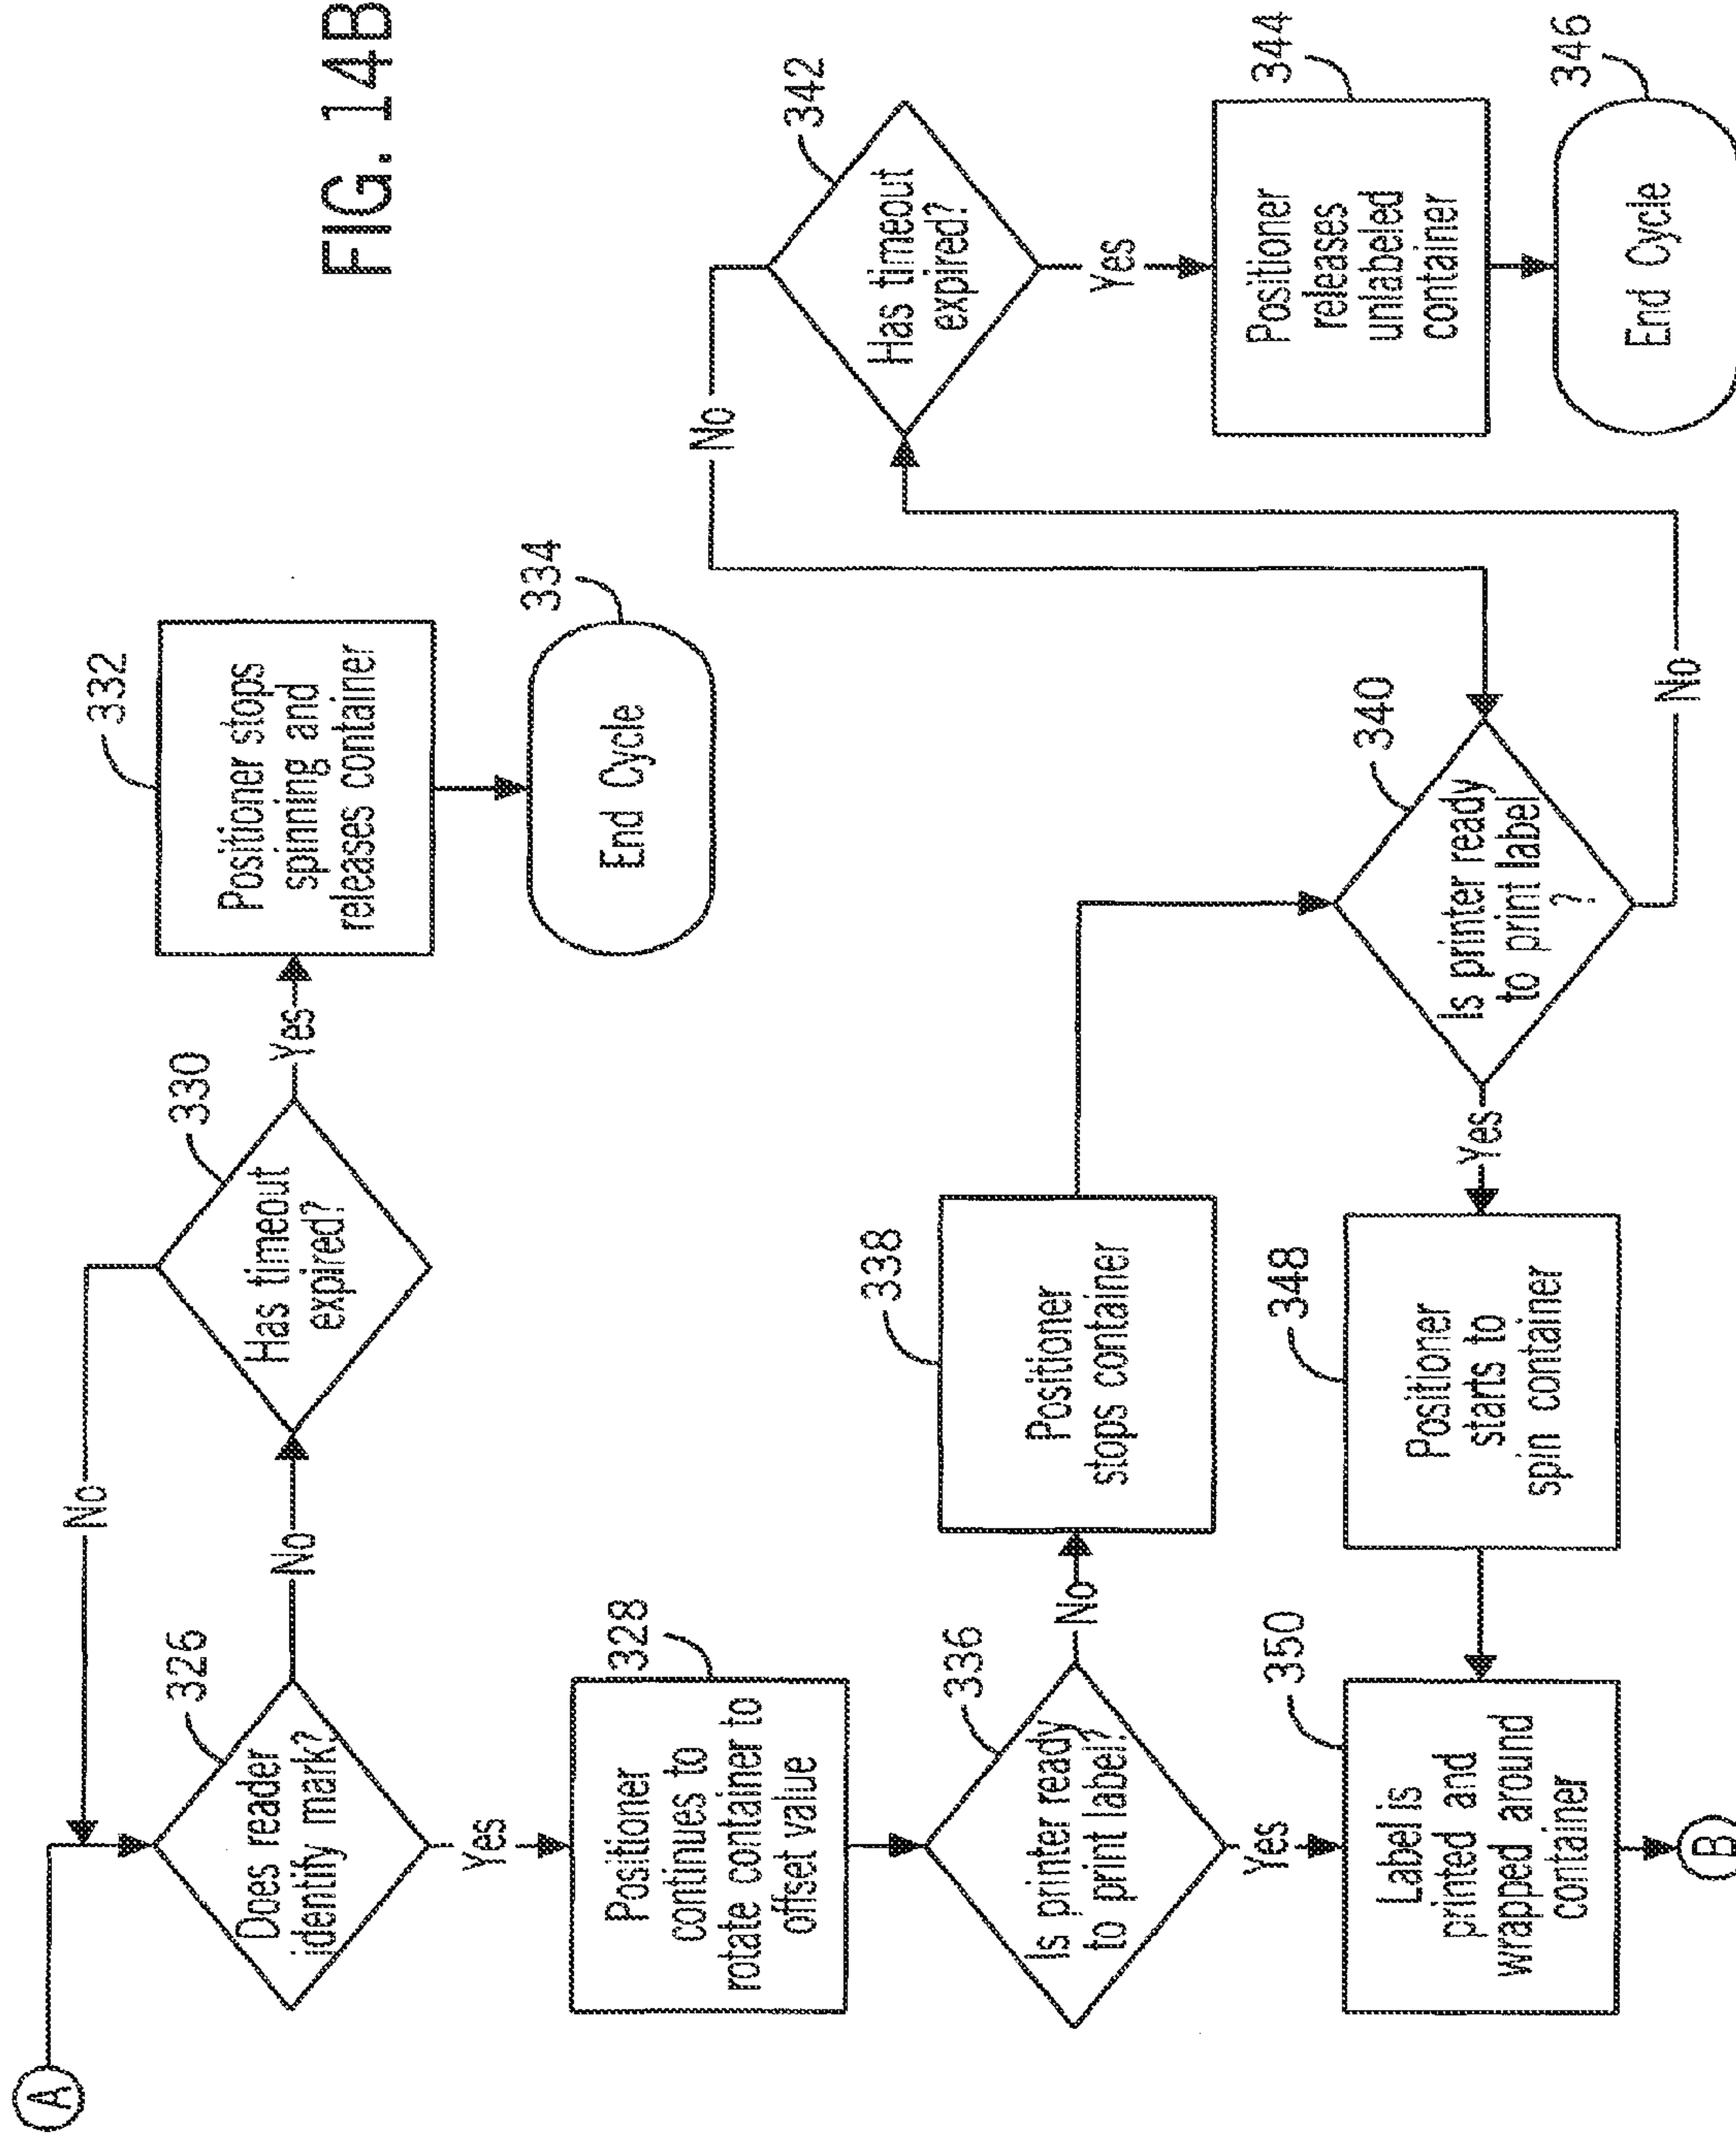 FIG. 14B
A
326
Does reader
identify mark?
No
Yes
330
Has timeout
expired?
No
Yes
332
Positioner stops
spinning and
releases container
334
End Cycle
328
Positioner
continues to
rotate container to
offset value
336
Is printer ready
to print label?
No
Yes
338
Positioner
stops container
340
Is printer ready
to print label
?
No
Yes
342
Has timeout
expired?
No
Yes
344
Positioner
releases
unlabeled
container
346
End Cycle
348
Positioner
starts to
spin container
350
Label is
printed and
wrapped around
container
B